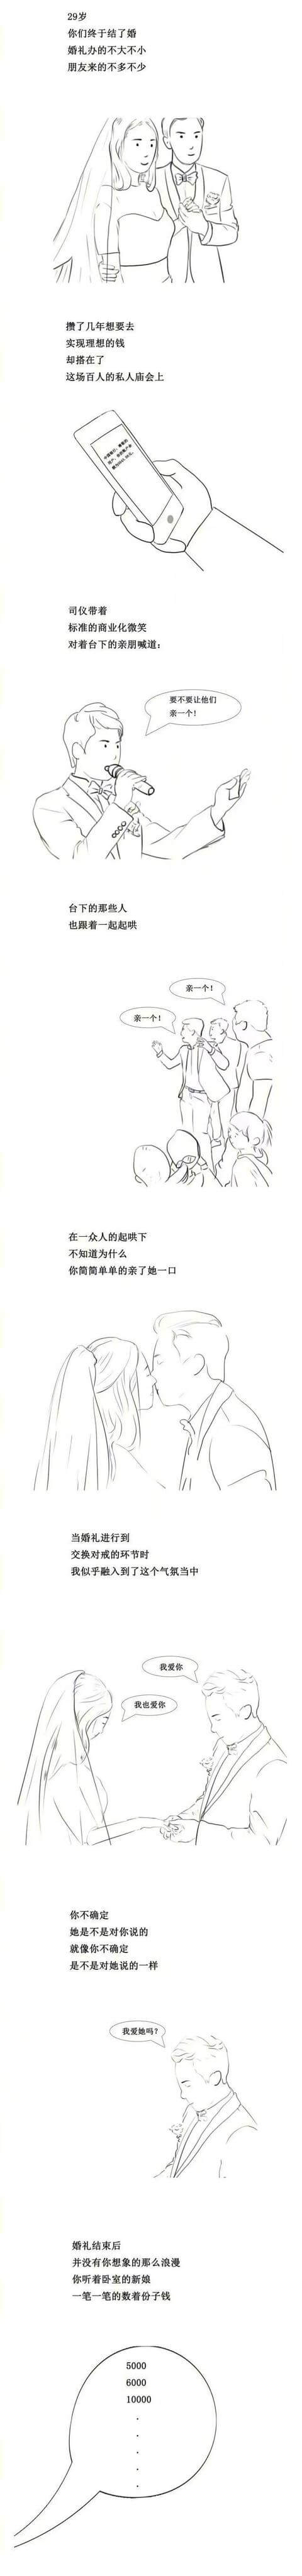 29岁
你们终于结了婚
婚礼办的不大不小
朋友来的不多不少
攒了几年想要去
实现理想的钱
却搭在了
这场百人的私人庙会上
司仪带着
标准的商业化微笑
对着台下的亲朋喊道：
要不要让他们
亲一个！
台下的那些人
也跟着一起起哄
亲一个！
亲一个！
在一众人的起哄下
不知道为什么
你简简单单的亲了她一口
当婚礼进行到
交换对戒的环节时
我似乎融入到了这个气氛当中
我爱你
我也爱你
你不确定
她是不是对你说的
就像你不确定
是不是对她说的一样
我爱她吗？
婚礼结束后
并没有你想象的那么浪漫
你听着卧室的新娘
一笔一笔的数着份子钱
5000
6000
10000
.
.
.
.
.